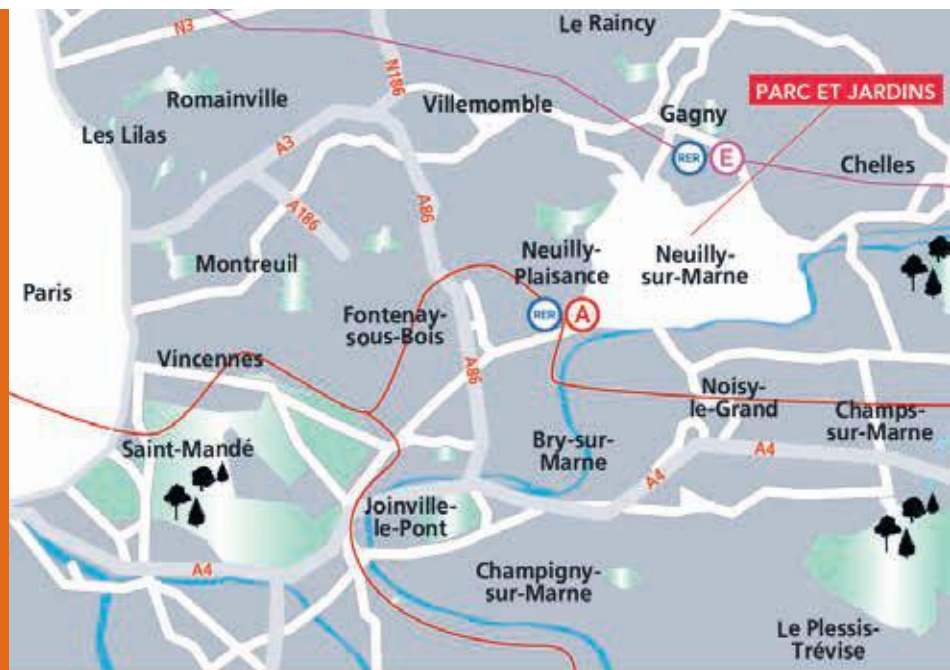 N3
Le Raincy
N186
Romainville
Villemomble
PARC ET JARDINS
Gagny
Les Lilas
A3
RER
E
Chelles
A186
A86
Neuilly-
Plaisance
Neuilly-
sur-Marne
Montreuil
Paris
RER
A
Fontenay-
sous-Bois
Vincennes
A86
Noisy-
le-Grand
Champs-
sur-Marne
Saint-Mandé
Bry-sur-
Marne
A4
A4
Joinville-
le-Pont
A4
Champigny-
sur-Marne
Le Plessis-
Trévise